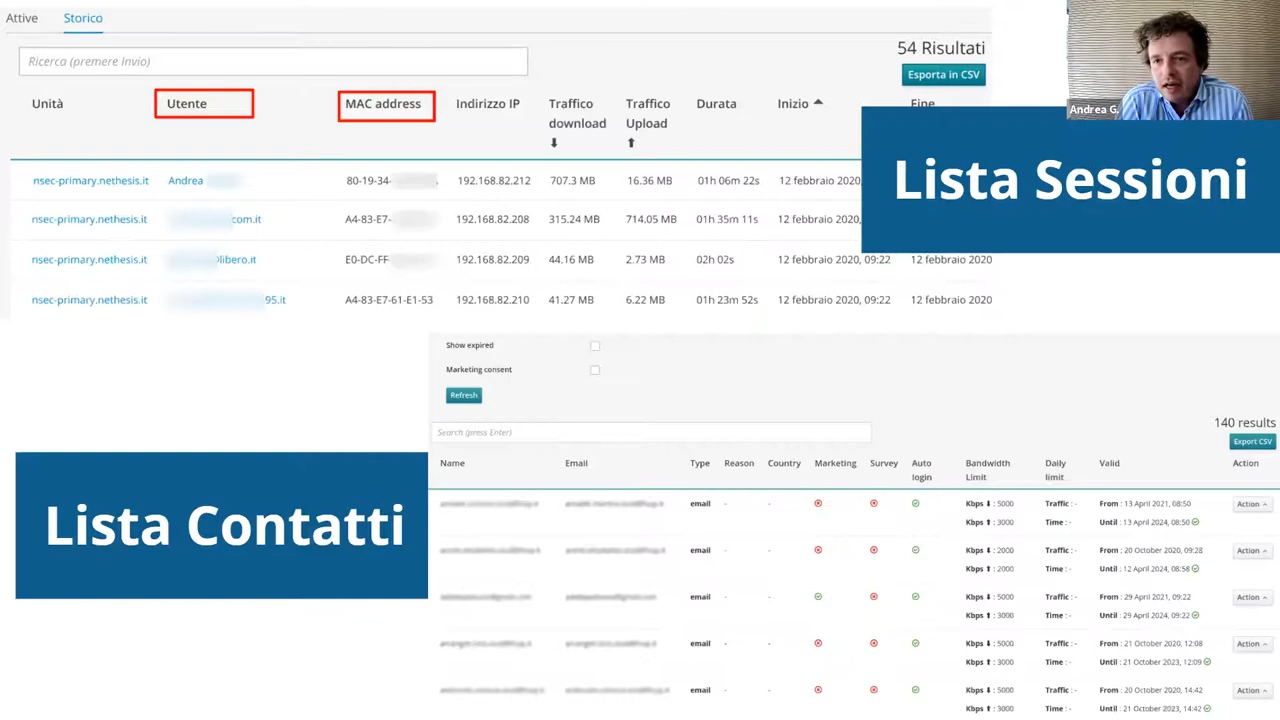 Attive Storico
Ricerca (premere Invio)
54 Risultati
Esporta in CSV
Unità Utente MAC address Indirizzo IP Traffico download Traffico Upload Durata Inizio Fine
nsec-primary.nethesis.it Andrea 80-19-34- 192.168.82.212 707.3 MB 16.36 MB 01h 06m 22s 12 febbraio 2020,
nsec-primary.nethesis.it com.it A4-83-E7- 192.168.82.208 315.24 MB 714.05 MB 01h 35m 11s 12 febbraio 2020,
nsec-primary.nethesis.it @libero.it E0-DC-FF 192.168.82.209 44.16 MB 2.73 MB 02h 02s 12 febbraio 2020, 09:22 12 febbraio 2020
nsec-primary.nethesis.it 95.it A4-83-E7-61-E1-53 192.168.82.210 41.27 MB 6.22 MB 01h 23m 52s 12 febbraio 2020, 09:22 12 febbraio 2020
Andrea G.
Lista Sessioni
Show expired
Marketing consent
Refresh
Search (press Enter)
140 results
Export CSV
Lista Contatti
Name Email Type Reason Country Marketing Survey Auto login Bandwidth Limit Daily limit Valid Action
email - - Kbps ⬇ : 5000 Traffic : - From : 13 April 2021, 08:50 Action
Kbps ⬆ : 3000 Time : - Until : 13 April 2024, 08:50
email - - Kbps ⬇ : 2000 Traffic : - From : 20 October 2020, 09:28 Action
Kbps ⬆ : 2000 Time : - Until : 12 April 2024, 08:58
email - - Kbps ⬇ : 5000 Traffic : - From : 29 April 2021, 09:22 Action
Kbps ⬆ : 3000 Time : - Until : 29 April 2024, 09:22
email - - Kbps ⬇ : 5000 Traffic : - From : 21 October 2020, 12:08 Action
Kbps ⬆ : 3000 Time : - Until : 21 October 2023, 12:09
email - - Kbps ⬇ : 5000 Traffic : - From : 20 October 2020, 14:42 Action
Kbps ⬆ : 3000 Time : - Until : 21 October 2023, 14:42